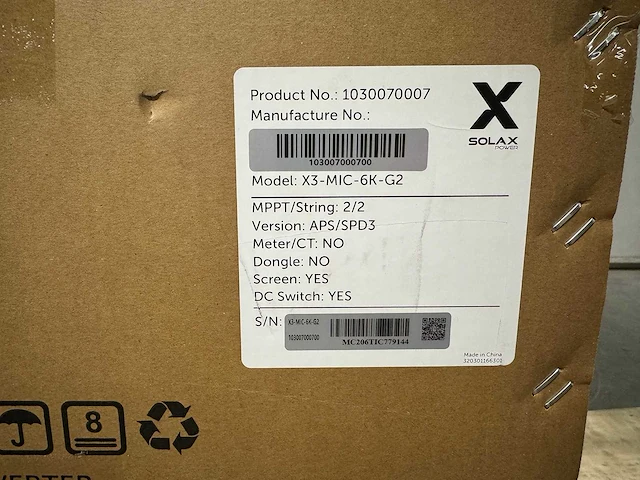 Product No.: 1030070007
Manufacture No.:
103007000700
Model: X3-MIC-6K-G2
X
SOLAX
POWER
MPPT/String: 2/2
Version: APS/SPD3
Meter/CT: NO
Dongle: NO
Screen: YES
DC Switch: YES
S/N:
X3-MIC-6K-G2
103007000700
MC206TIC779144
Made in China
320301166301
8